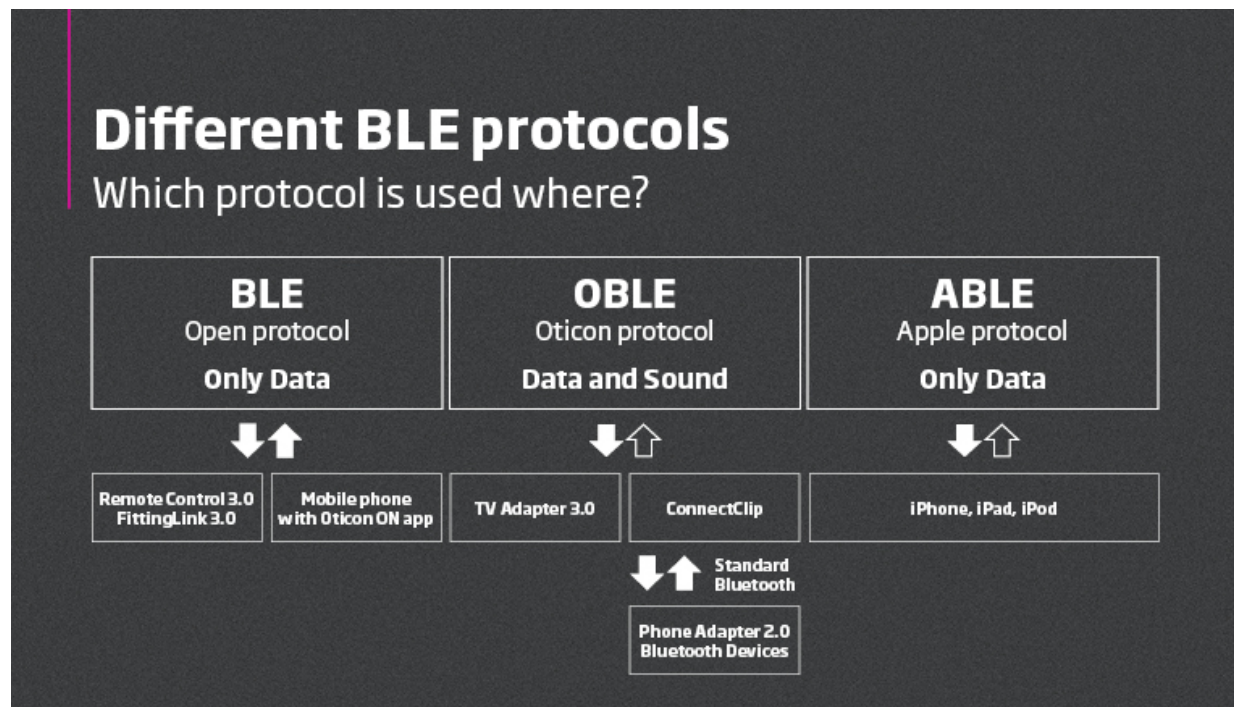 Different BLE protocols
Which protocol is used where?
BLE
Open protocol
Only Data
OBLE
Oticon protocol
Data and Sound
ABLE
Apple protocol
Only Data
Remote Control 3.0
FittingLink 3.0
Mobile phone
with Oticon ON app
TV Adapter 3.0
ConnectClip
iPhone, iPad, iPod
Standard
Bluetooth
Phone Adapter 2.0
Bluetooth Devices